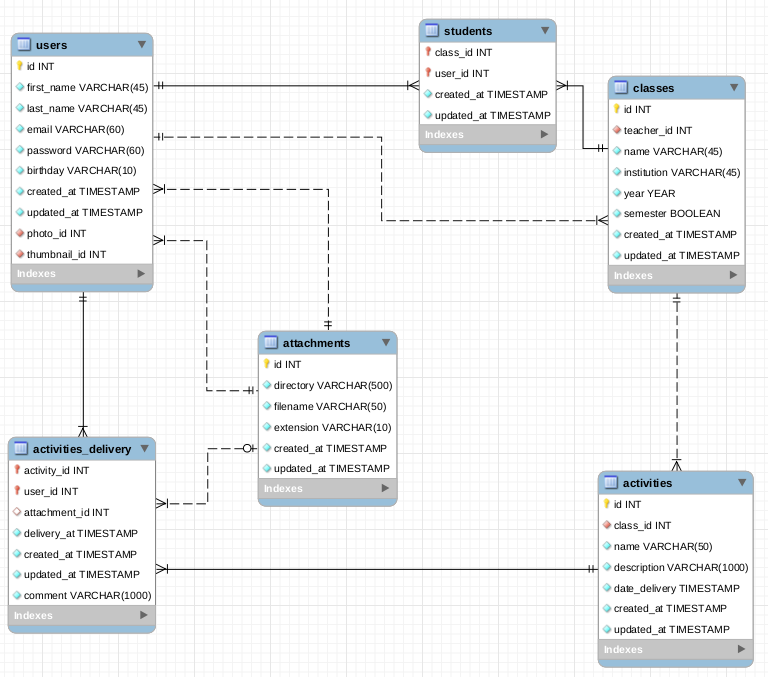 users
id INT
first_name VARCHAR(45)
last_name VARCHAR(45)
email VARCHAR(60)
password VARCHAR(60)
birthday VARCHAR(10)
created_at TIMESTAMP
updated_at TIMESTAMP
photo_id INT
thumbnail_id INT
Indexes
students
class_id INT
user_id INT
created_at TIMESTAMP
updated_at TIMESTAMP
Indexes
classes
id INT
teacher_id INT
name VARCHAR(45)
institution VARCHAR(45)
year YEAR
semester BOOLEAN
created_at TIMESTAMP
updated_at TIMESTAMP
Indexes
attachments
id INT
directory VARCHAR(500)
filename VARCHAR(50)
extension VARCHAR(10)
created_at TIMESTAMP
updated_at TIMESTAMP
Indexes
activities_delivery
activity_id INT
user_id INT
attachment_id INT
delivery_at TIMESTAMP
created_at TIMESTAMP
updated_at TIMESTAMP
comment VARCHAR(1000)
Indexes
activities
id INT
class_id INT
name VARCHAR(50)
description VARCHAR(1000)
date_delivery TIMESTAMP
created_at TIMESTAMP
updated_at TIMESTAMP
Indexes